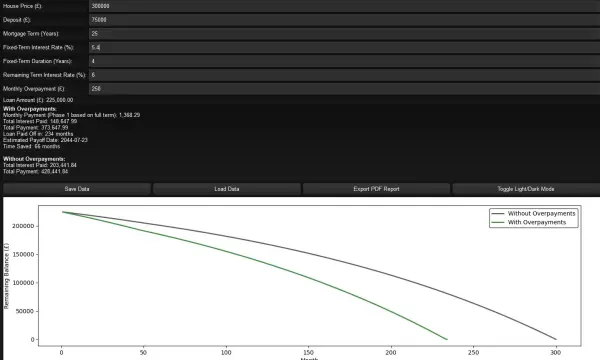 House Price (£): 300000
Deposit (£): 75000
Mortgage Term (Years): 25
Fixed-Term Interest Rate (%): 5.4
Fixed-Term Duration (Years): 4
Remaining Term Interest Rate (%): 6
Monthly Overpayment (£): 250
Loan Amount (£): 225,000.00
With Overpayments:
Monthly Payment (Phase 1 based on full term): 1,368.29
Total Interest Paid: 148,647.99
Total Payment: 373,647.99
Loan Paid Off in: 234 months
Estimated Payoff Date: 2044-07-23
Time Saved: 66 months
Without Overpayments:
Total Interest Paid: 203,441.84
Total Payment: 428,441.84
Save Data Load Data Export PDF Report Toggle Light/Dark Mode
Without Overpayments
With Overpayments
Remaining Balance (£)
200000
150000
100000
50000
0
0 50 100 150 200 250 300
Month